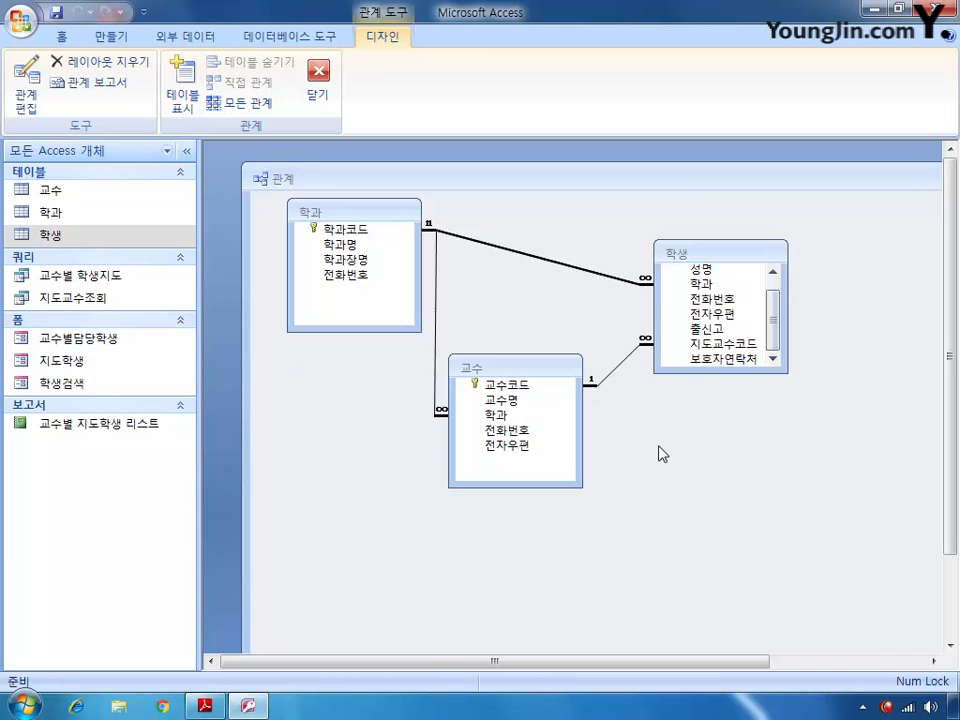 관계 도구
Microsoft Access
YoungJin.com Y
홈
만들기
외부 데이터
데이터베이스 도구
디자인
관계
편집
레이아웃 지우기
관계 보고서
도구
테이블
표시
테이블 숨기기
직접 관계
모든 관계
닫기
관계
모든 Access 개체
테이블
교수
학과
학생
쿼리
교수별 학생지도
지도교수조회
폼
교수별담당학생
지도학생
학생검색
보고서
교수별 지도학생 리스트
관계
학과
학과코드
학과명
학과장명
전화번호
11
∞
∞
∞
1
교수
교수코드
교수명
학과
전화번호
전자우편
학생
성명
학과
전화번호
전자우편
출신고
지도교수코드
보호자연락처
준비
Num Lock